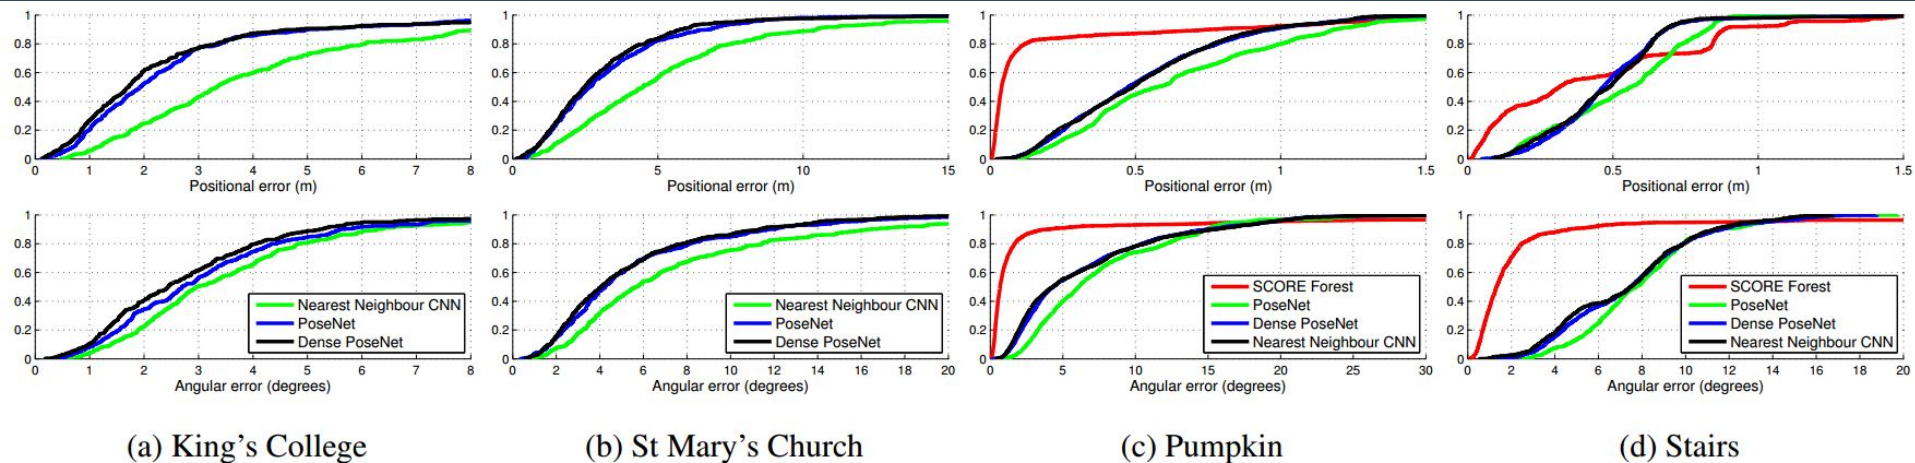 1
0.8
0.6
0.4
0.2
0
0 1 2 3 4 5 6 7 8
Positional error (m)
1
0.8
0.6
0.4
0.2
0
0 1 2 3 4 5 6 7 8
Angular error (degrees)
Nearest Neighbour CNN
PoseNet
Dense PoseNet
(a) King's College
1
0.8
0.6
0.4
0.2
0
0 5 10 15
Positional error (m)
1
0.8
0.6
0.4
0.2
0
0 2 4 6 8 10 12 14 16 18 20
Angular error (degrees)
Nearest Neighbour CNN
PoseNet
Dense PoseNet
(b) St Mary's Church
1
0.8
0.6
0.4
0.2
0
0 0.5 1 1.5
Positional error (m)
1
0.8
0.6
0.4
0.2
0
0 5 10 15 20 25 30
Angular error (degrees)
SCORE Forest
PoseNet
Dense PoseNet
Nearest Neighbour CNN
(c) Pumpkin
1
0.8
0.6
0.4
0.2
0
0 0.5 1 1.5
Positional error (m)
1
0.8
0.6
0.4
0.2
0
0 2 4 6 8 10 12 14 16 18 20
Angular error (degrees)
SCORE Forest
PoseNet
Dense PoseNet
Nearest Neighbour CNN
(d) Stairs